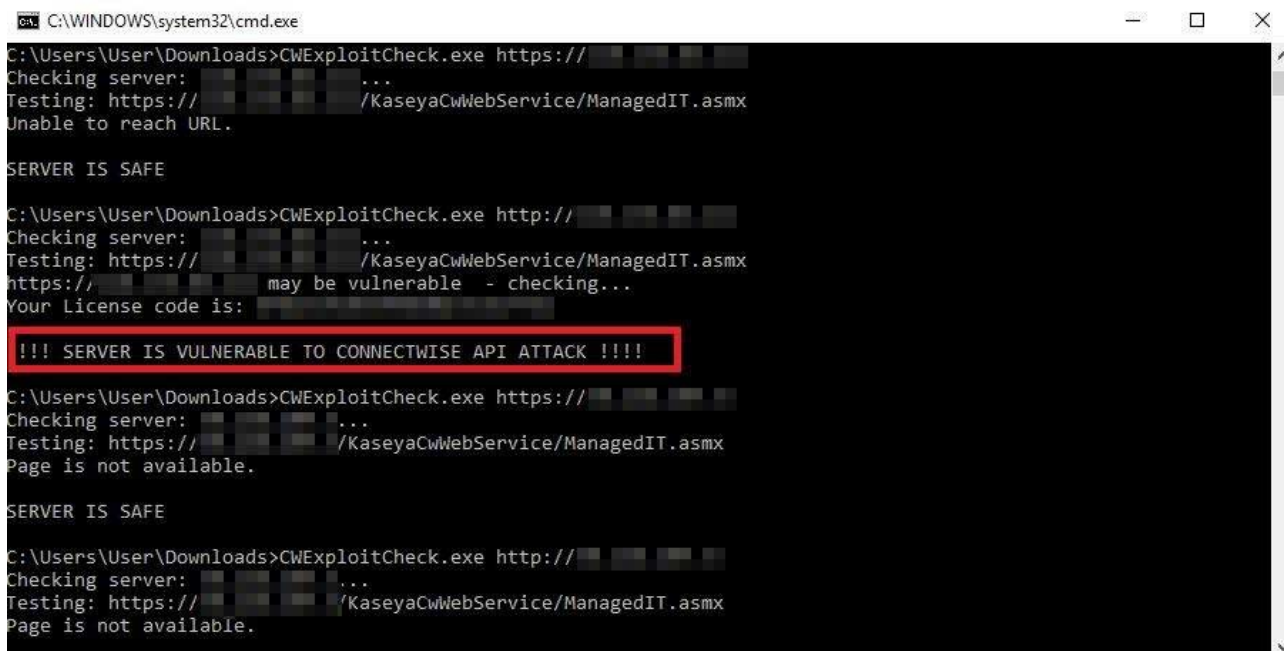 C:\WINDOWS\system32\cmd.exe
C:\Users\User\Downloads>CWExploitCheck.exe https://
Checking server: ...
Testing: https:// /KaseyaCwWebService/ManagedIT.asmx
Unable to reach URL.
SERVER IS SAFE
C:\Users\User\Downloads>CWExploitCheck.exe http://
Checking server: ...
Testing: https:// /KaseyaCwWebService/ManagedIT.asmx
https:// may be vulnerable - checking...
Your License code is:
!!! SERVER IS VULNERABLE TO CONNECTWISE API ATTACK !!!!
C:\Users\User\Downloads>CWExploitCheck.exe https://
Checking server: ...
Testing: https:// /KaseyaCwWebService/ManagedIT.asmx
Page is not available.
SERVER IS SAFE
C:\Users\User\Downloads>CWExploitCheck.exe http://
Checking server: ...
Testing: https:// /KaseyaCwWebService/ManagedIT.asmx
Page is not available.